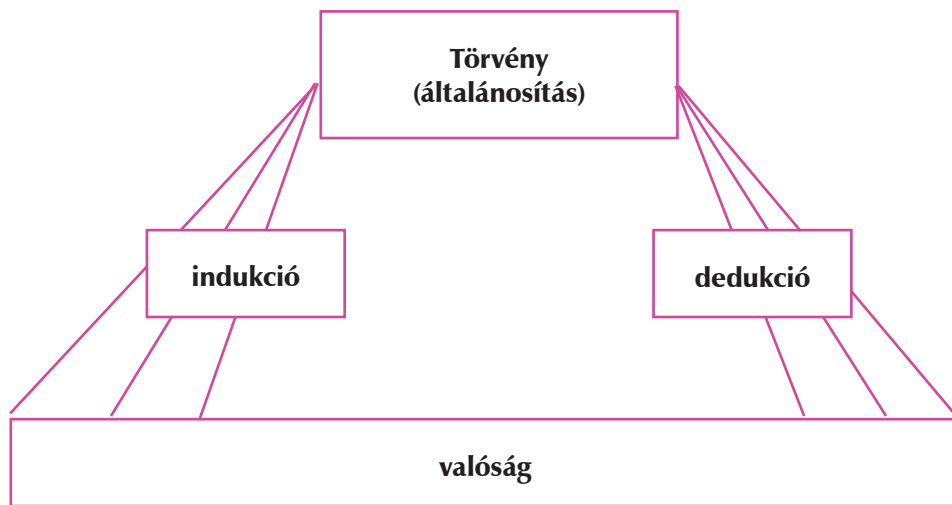 Törvény
(általánosítás)
indukció
dedukció
valóság